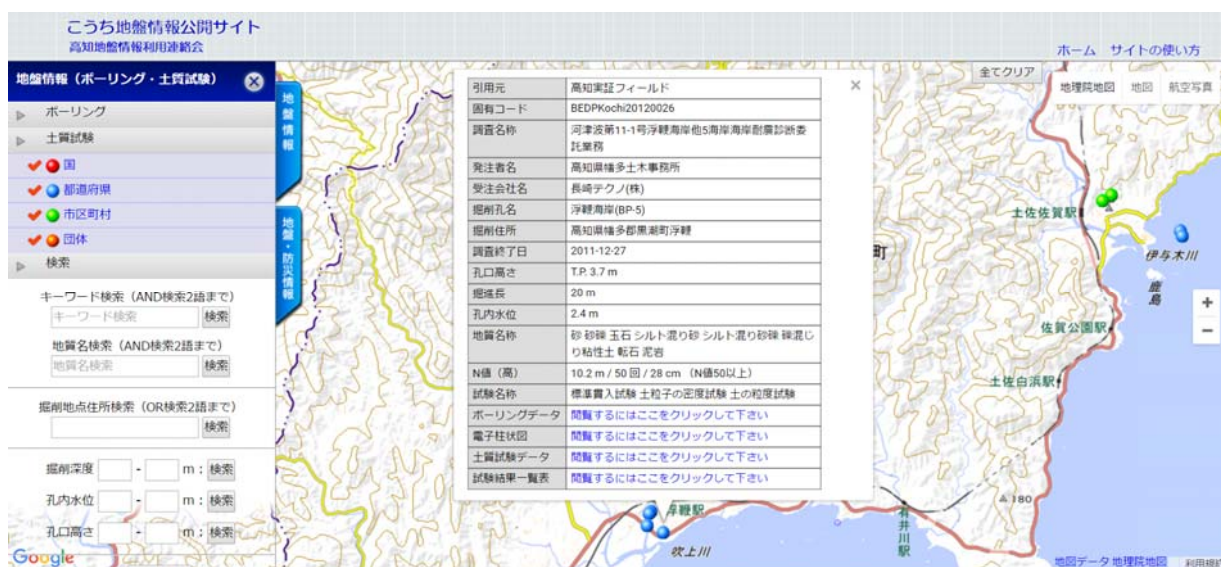 こうち地盤情報公開サイト
高知地盤情報利用連絡会
ホーム サイトの使い方
地盤情報（ボーリング・土質試験）
ボーリング
土質試験
国
都道府県
市区町村
団体
検索
キーワード検索（AND検索2語まで）
キーワード検索 検索
地質名検索（AND検索2語まで）
地質名検索 検索
掘削地点住所検索（OR検索2語まで）
検索
掘削深度 - m：検索
孔内水位 - m：検索
孔口高さ - m：検索
Google
地盤情報
地盤・防災情報
引用元 高知実証フィールド
固有コード BEDPKochi20120026
調査名称 河津波第11-1号浮鞭海岸他5海岸海岸耐震診断委
託業務
発注者名 高知県幡多土木事務所
受注会社名 長崎テクノ(株)
掘削孔名 浮鞭海岸(BP-5)
掘削住所 高知県幡多郡黒潮町浮鞭
調査終了日 2011-12-27
孔口高さ T.P. 3.7 m
掘進長 20 m
孔内水位 2.4 m
地質名称 砂 砂礫 玉石 シルト混り砂 シルト混り砂礫 礫混じ
り粘性土 転石 泥岩
N値（高） 10.2 m / 50 回 / 28 cm （N値50以上）
試験名称 標準貫入試験 土粒子の密度試験 土の粒度試験
ボーリングデータ 閲覧するにはここをクリックして下さい
電子柱状図 閲覧するにはここをクリックして下さい
土質試験データ 閲覧するにはここをクリックして下さい
試験結果一覧表 閲覧するにはここをクリックして下さい
×
全てクリア
地理院地図 地図 航空写真
土佐佐賀駅
伊与木川
鹿島
町
佐賀公園駅
土佐白浜駅
180
浮鞭駅
有井川駅
吹上川
+
−
地図データ 地理院地図 利用規約